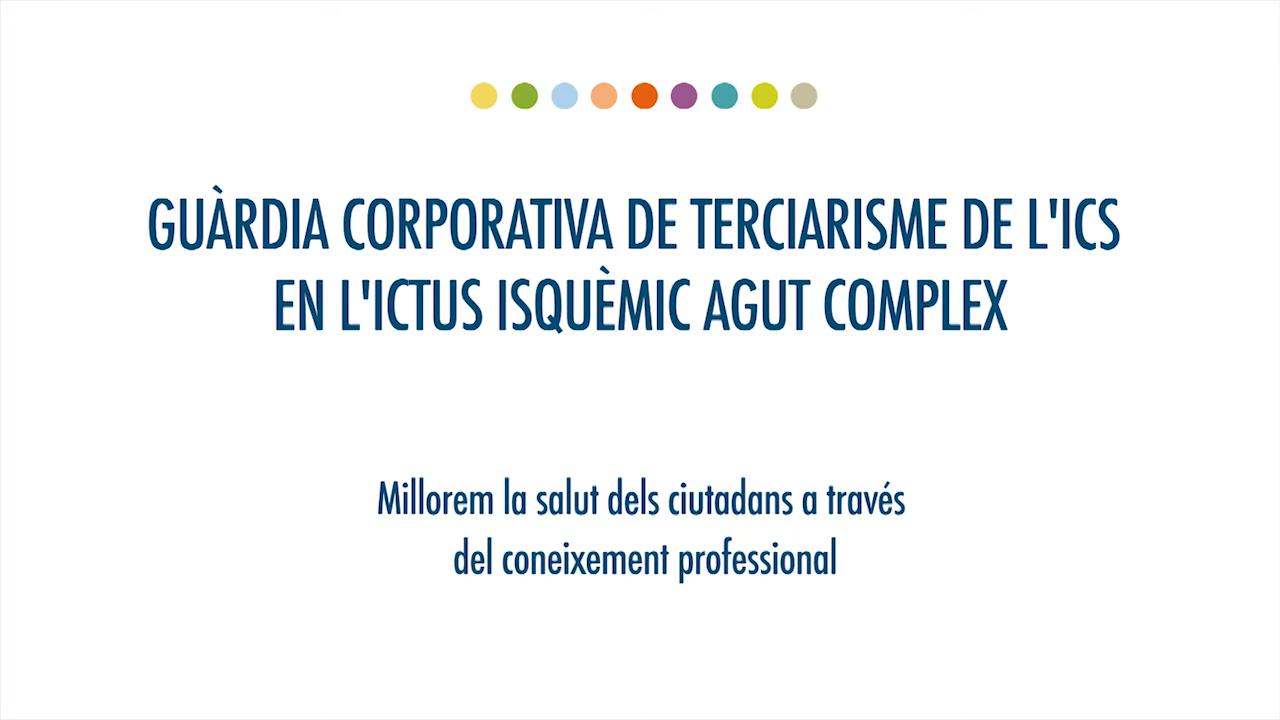 GUÀRDIA CORPORATIVA DE TERCIARISME DE L'ICS
EN L'ICTUS ISQUÈMIC AGUT COMPLEX
Millorem la salut dels ciutadans a través
del coneixement professional